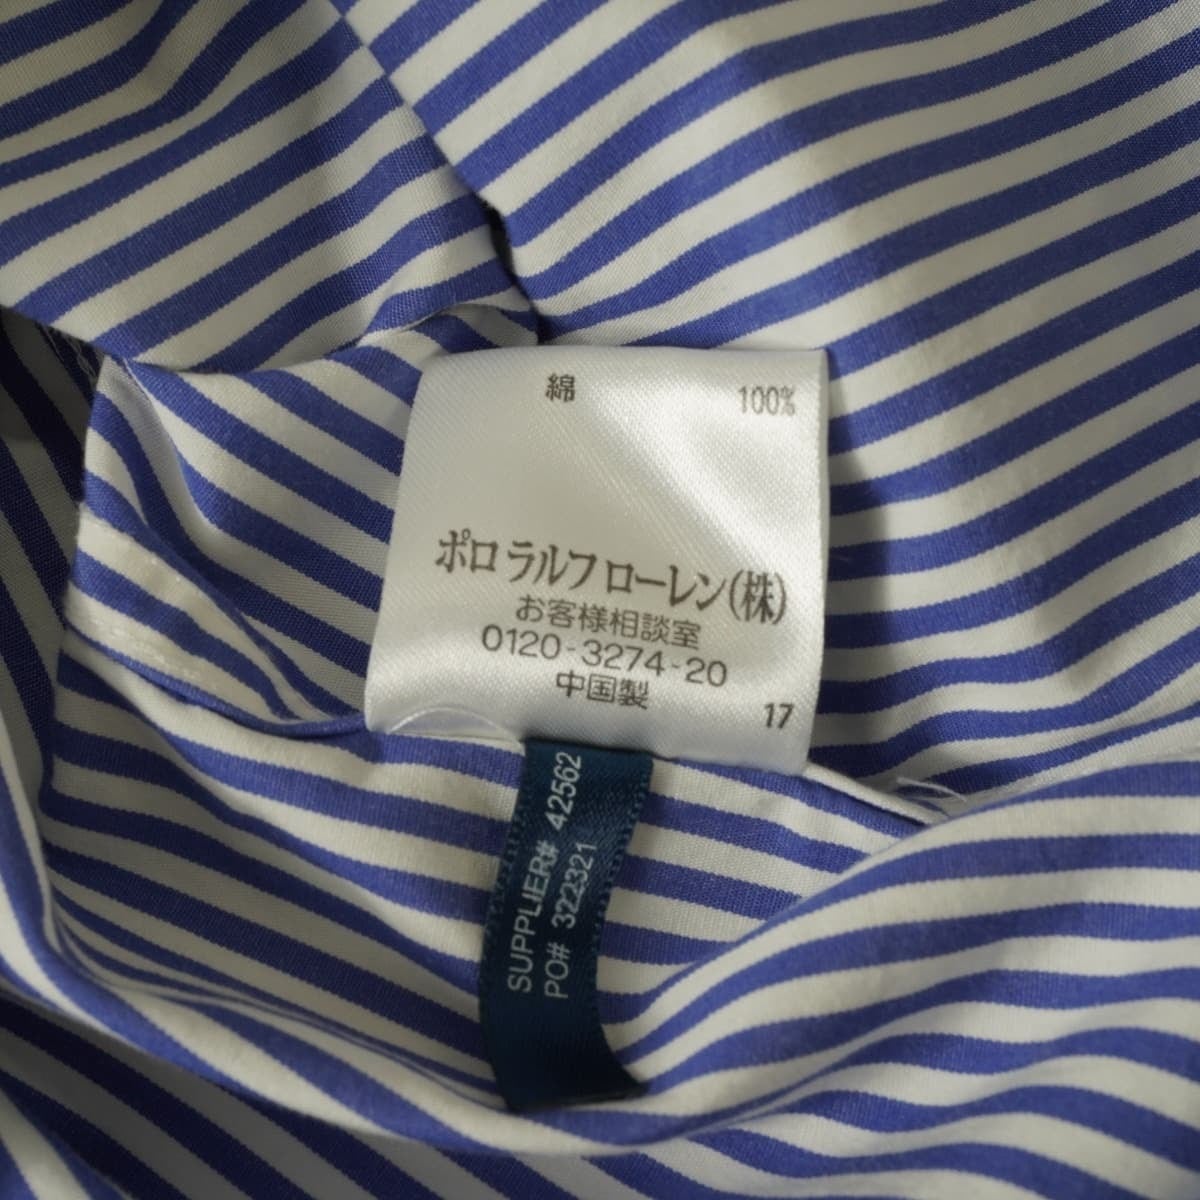 綿 100%
ポロ ラルフ ローレン(株)
お客様相談室
0120-3274-20
中国製
17
SUPPLIER# 42562
PO# 322321